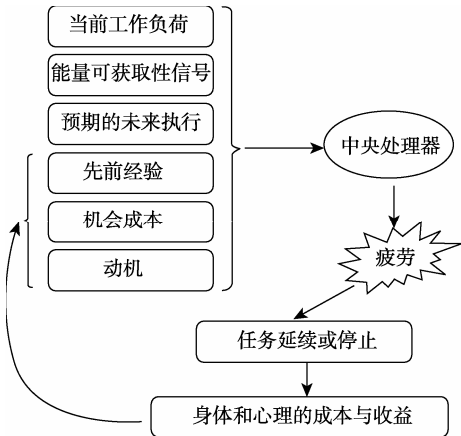 当前工作负荷
能量可获取性信号
预期的未来执行
先前经验
机会成本
动机
中央处理器
疲劳
任务延续或停止
身体和心理的成本与收益